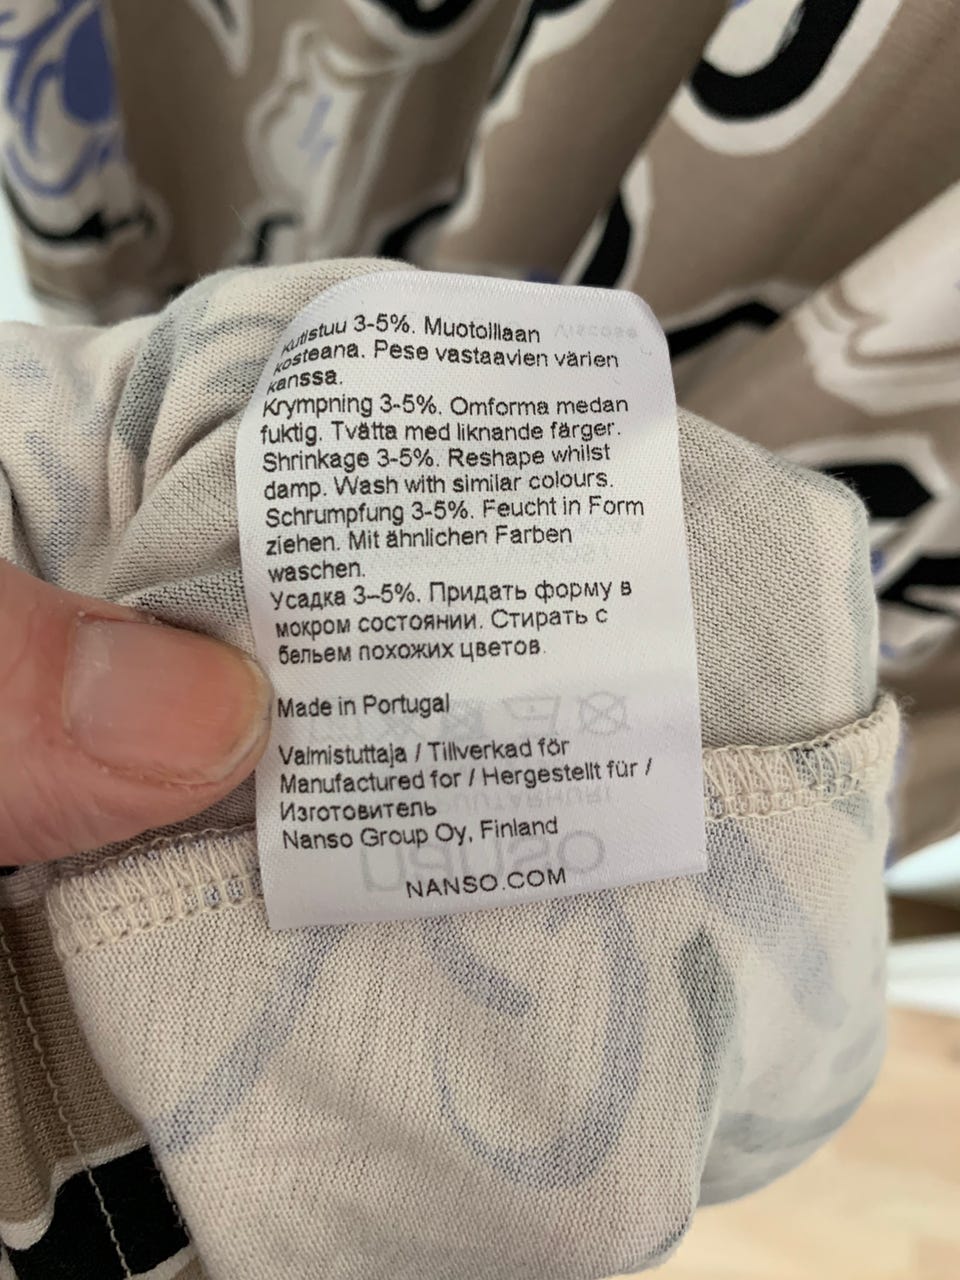 Kutistuu 3-5%. Muotoillaan
kosteana. Pese vastaavien värien
kanssa.
Krympning 3-5%. Omforma medan
fuktig. Tvätta med liknande färger.
Shrinkage 3-5%. Reshape whilst
damp. Wash with similar colours.
Schrumpfung 3-5%. Feucht in Form
ziehen. Mit ähnlichen Farben
waschen.
Усадка 3–5%. Придать форму в
мокром состоянии. Стирать с
бельем похожих цветов.
Made in Portugal
Valmistuttaja / Tillverkad för
Manufactured for / Hergestellt für /
Изготовитель
Nanso Group Oy, Finland
NANSO.COM